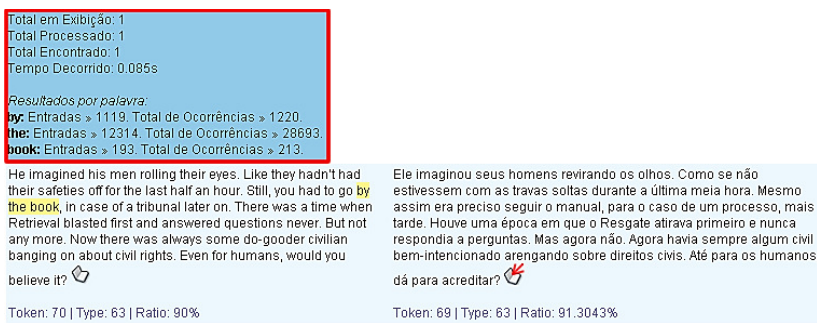 Total em Exibição: 1
Total Processado: 1
Total Encontrado: 1
Tempo Decorrido: 0.085s
Resultados por palavra:
by: Entradas » 1119. Total de Ocorrências » 1220.
the: Entradas » 12314. Total de Ocorrências » 28693.
book: Entradas » 193. Total de Ocorrências » 213.
He imagined his men rolling their eyes. Like they hadn't had
their safeties off for the last half an hour. Still, you had to go by
the book, in case of a tribunal later on. There was a time when
Retrieval blasted first and answered questions never. But not
any more. Now there was always some do-gooder civilian
banging on about civil rights. Even for humans, would you
believe it?
Token: 70 | Type: 63 | Ratio: 90%
Ele imaginou seus homens revirando os olhos. Como se não
estivessem com as travas soltas durante a última meia hora. Mesmo
assim era preciso seguir o manual, para o caso de um processo, mais
tarde. Houve uma época em que o Resgate atirava primeiro e nunca
respondia a perguntas. Mas agora não. Agora havia sempre algum civil
bem-intencionado arengando sobre direitos civis. Até para os humanos
dá para acreditar?
Token: 69 | Type: 63 | Ratio: 91.3043%